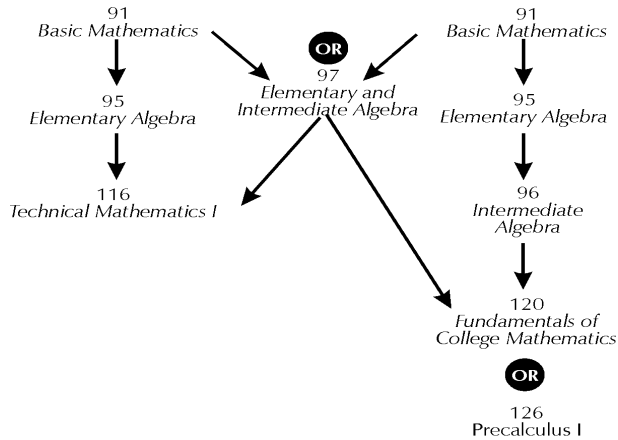 91
Basic Mathematics
OR
91
Basic Mathematics
97
Elementary and
Intermediate Algebra
95
Elementary Algebra
95
Elementary Algebra
116
Technical Mathematics I
96
Intermediate
Algebra
120
Fundamentals of
College Mathematics
OR
126
Precalculus I